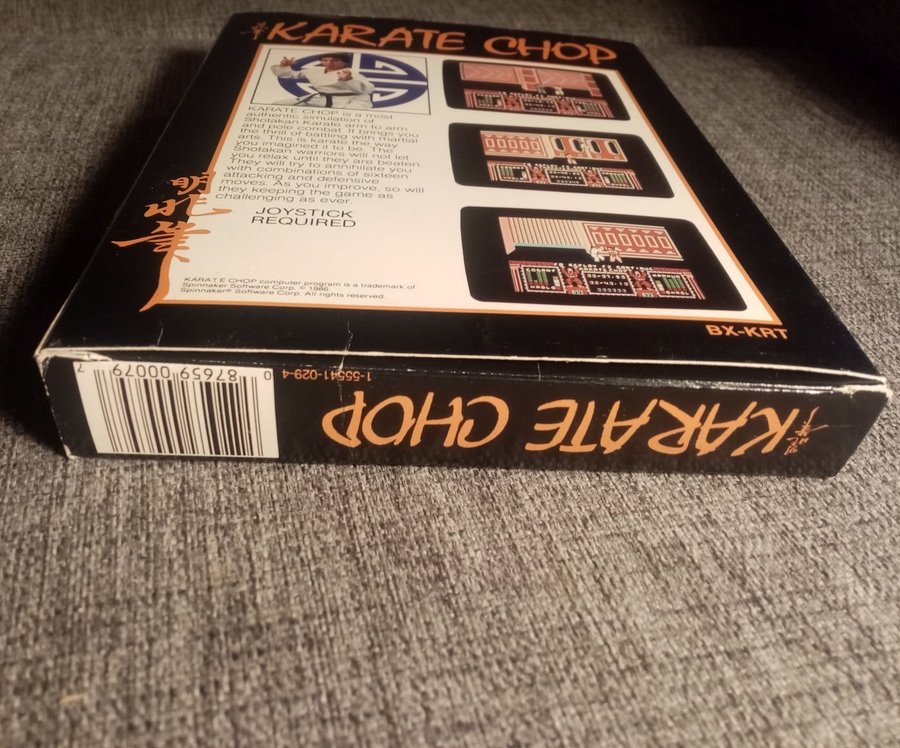 KARATE CHOP
KARATE CHOP is a most
authentic simulation of
Shotakan Karate arm to arm
and pole combat. It brings you
the thrill of battling with martial
arts. This is karate the way
you imagined it to be. The
Shotakan warriors will not let
you relax until they are beaten.
They will try to annihilate you
with combinations of sixteen
attacking and defensive
moves. As you improve, so will
they keeping the game as
challenging as ever.
JOYSTICK
REQUIRED
KARATE CHOP computer program is a trademark of
Spinnaker Software Corp. © 1986.
Spinnaker® Software Corp. All rights reserved.
BX-KRT
0 87659 00079 7
1-55541-029-4
KARATE CHOP